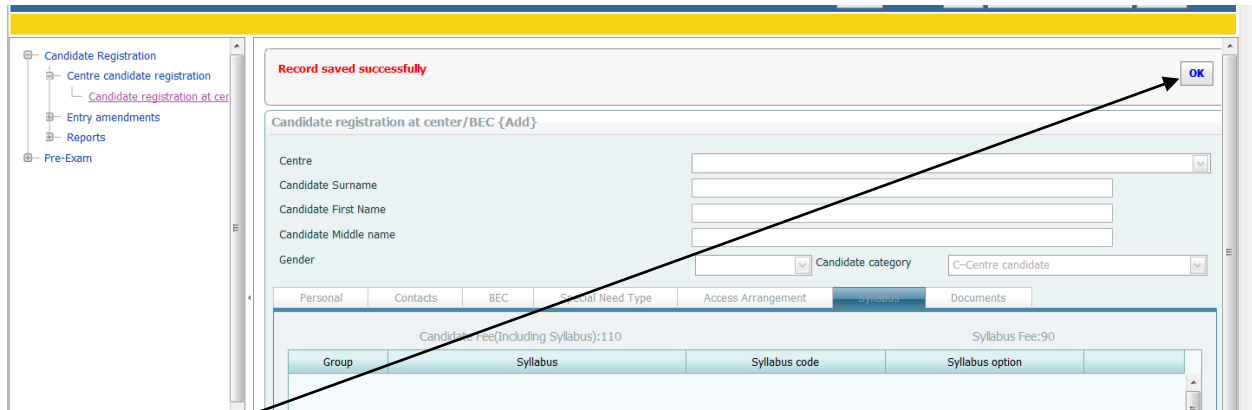 Candidate Registration
Centre candidate registration
Candidate registration at cer
Entry amendments
Reports
Pre-Exam
Record saved successfully
OK
Candidate registration at center/BEC {Add}
Centre
Candidate Surname
Candidate First Name
Candidate Middle name
Gender
Candidate category C-Centre candidate
Personal Contacts BEC Special Need Type Access Arrangement Syllabus Documents
Candidate Fee(Including Syllabus):110 Syllabus Fee:90
Group Syllabus Syllabus code Syllabus option